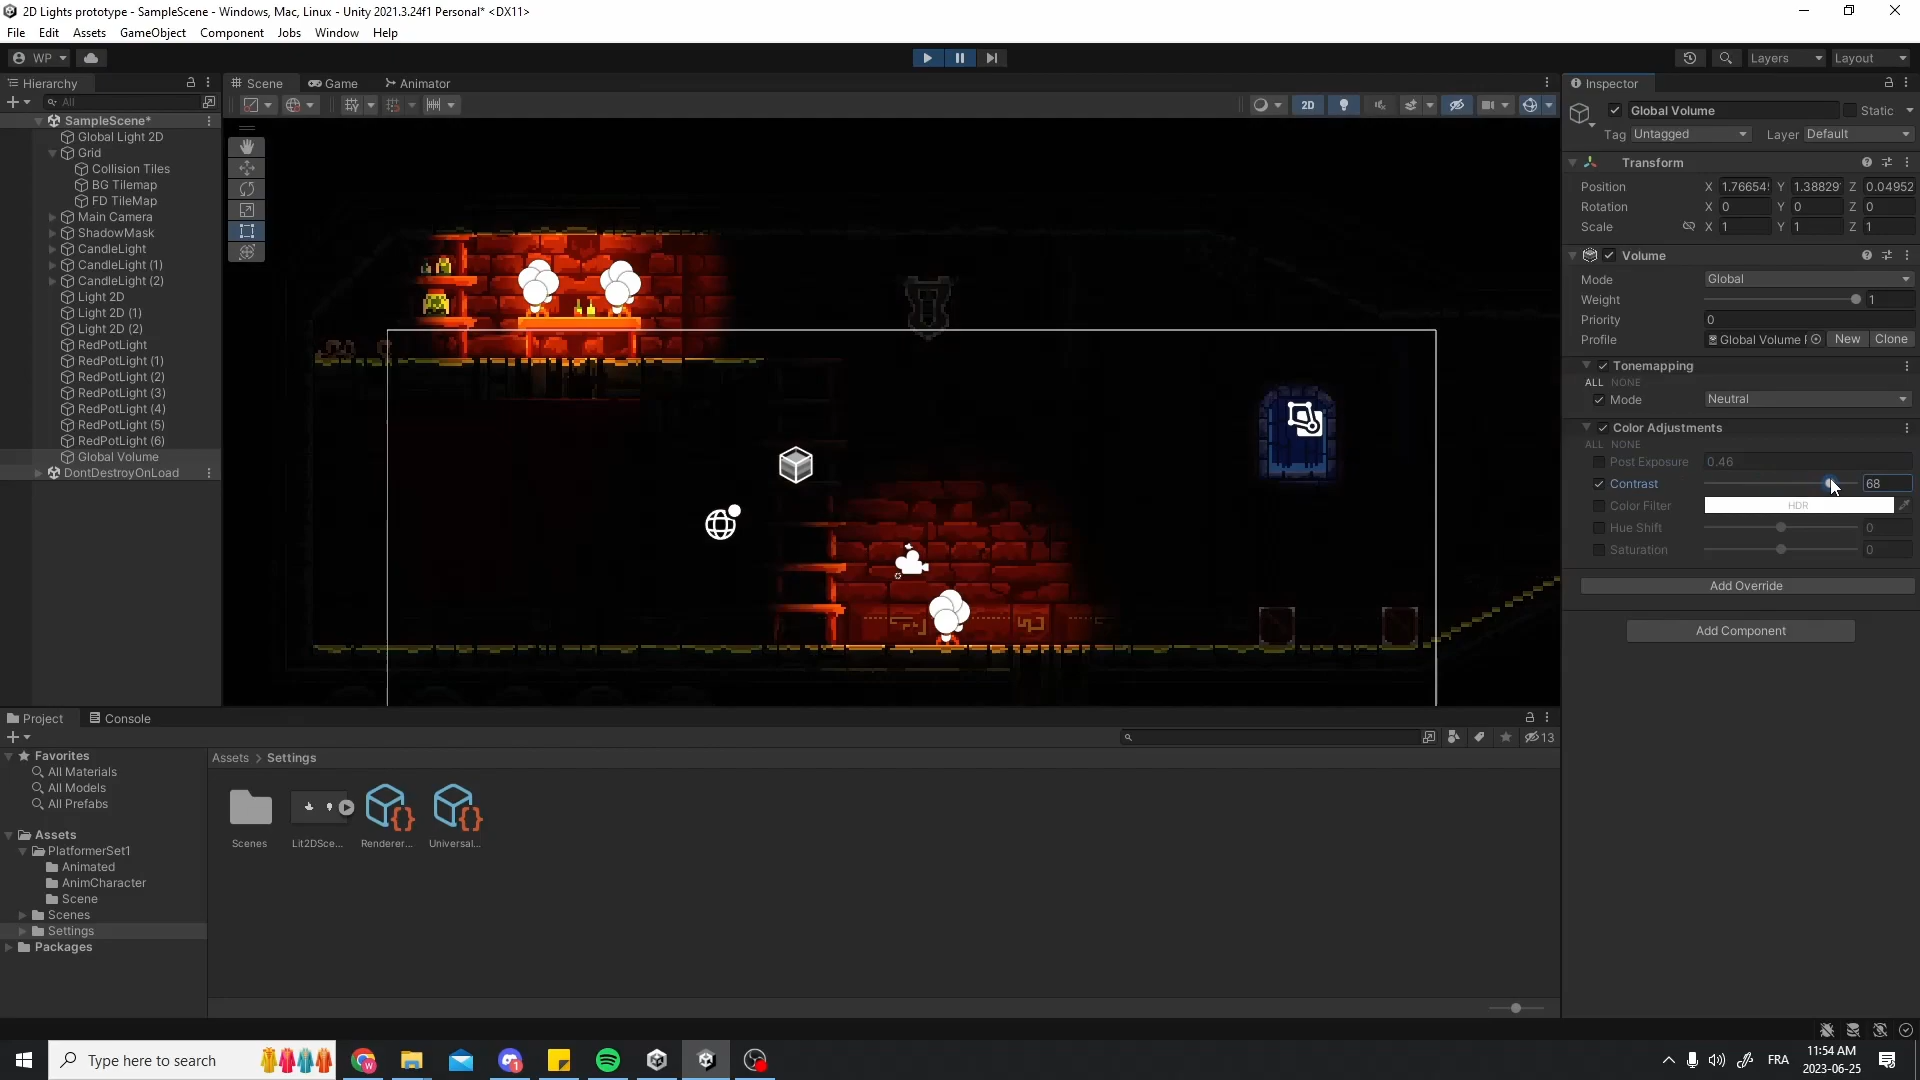 2D Lights prototype - SampleScene - Windows, Mac, Linux - Unity 2021.3.24f1 Personal* <DX11>
File Edit Assets GameObject Component Jobs Window Help
WP Layers Layout
Hierarchy Scene Game Animator Inspector
All 2D Global Volume Static
Tag Untagged Layer Default
SampleScene*
Global Light 2D
Grid
Collision Tiles
BG Tilemap
FD TileMap
Main Camera
ShadowMask
CandleLight
CandleLight (1)
CandleLight (2)
Light 2D
Light 2D (1)
Light 2D (2)
RedPotLight
RedPotLight (1)
RedPotLight (2)
RedPotLight (3)
RedPotLight (4)
RedPotLight (5)
RedPotLight (6)
Global Volume
DontDestroyOnLoad
Transform
Position X 1.76654 Y 1.3882 Z 0.04952
Rotation X 0 Y 0 Z 0
Scale X 1 Y 1 Z 1
Volume
Mode Global
Weight 1
Priority 0
Profile Global Volume New Clone
Tonemapping
ALL NONE
Mode Neutral
Color Adjustments
ALL NONE
Post Exposure 0.46
Contrast 68
Color Filter HDR
Hue Shift 0
Saturation 0
Add Override
Add Component
Project Console
13
Favorites
All Materials
All Models
All Prefabs
Assets
PlatformerSet1
Animated
AnimCharacter
Scene
Scenes
Settings
Packages
Assets > Settings
Scenes Lit2DSce... Renderer... Universal...
Type here to search
FRA 11:54 AM
2023-06-25